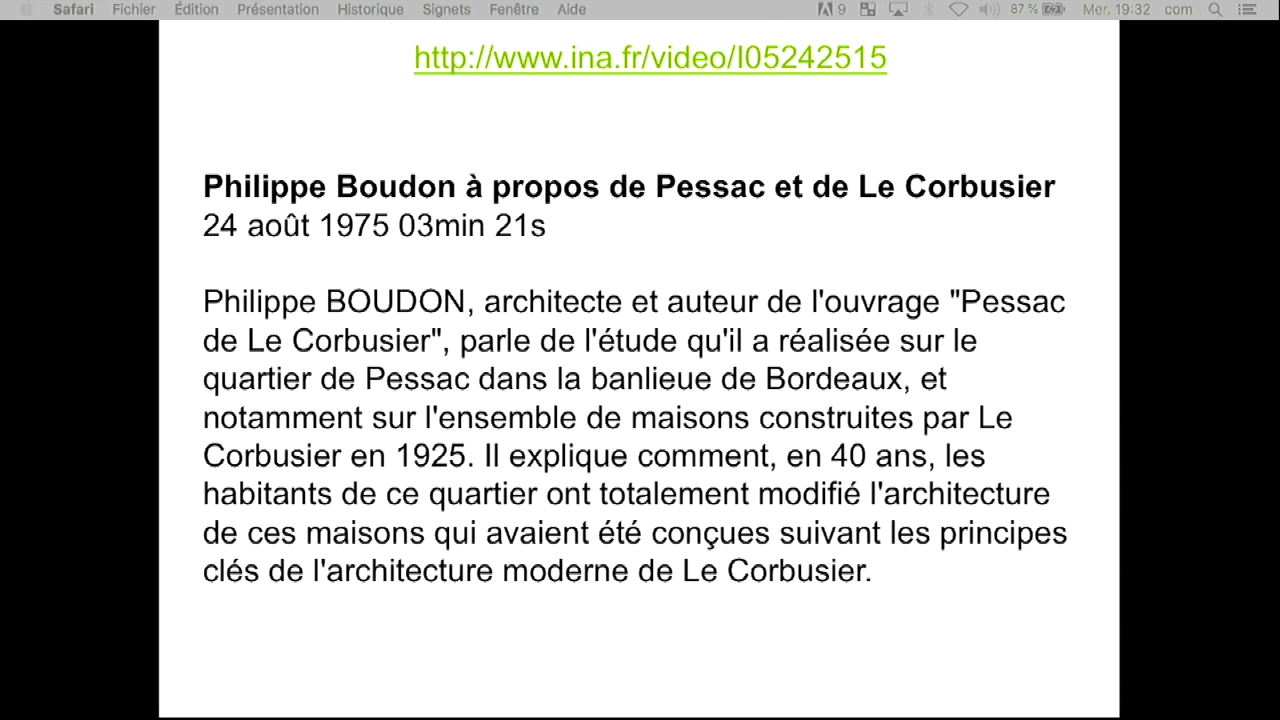 Safari Fichier Édition Présentation Historique Signets Fenêtre Aide 9 87 % Mer. 19:32 com
http://www.ina.fr/video/I05242515
Philippe Boudon à propos de Pessac et de Le Corbusier
24 août 1975 03min 21s
Philippe BOUDON, architecte et auteur de l'ouvrage "Pessac
de Le Corbusier", parle de l'étude qu'il a réalisée sur le
quartier de Pessac dans la banlieue de Bordeaux, et
notamment sur l'ensemble de maisons construites par Le
Corbusier en 1925. Il explique comment, en 40 ans, les
habitants de ce quartier ont totalement modifié l'architecture
de ces maisons qui avaient été conçues suivant les principes
clés de l'architecture moderne de Le Corbusier.